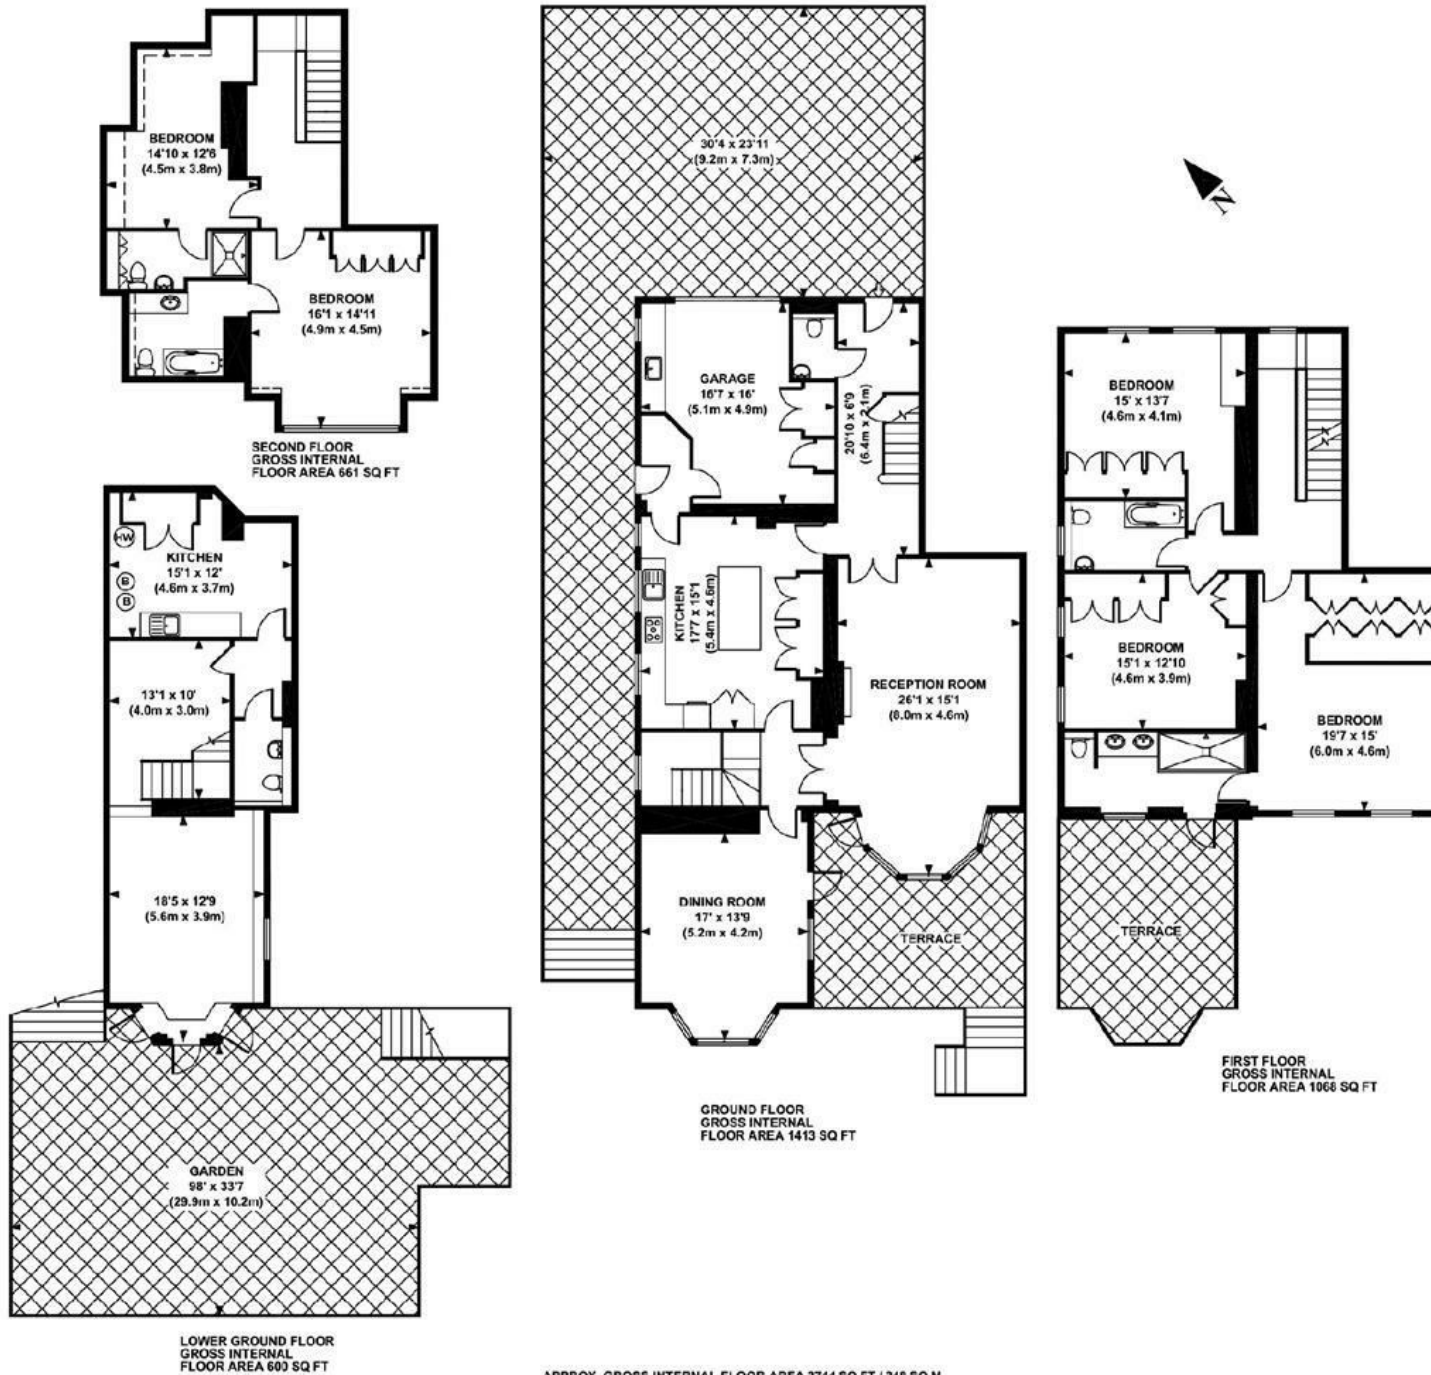 BEDROOM
14'10 x 12'6
(4.5m x 3.8m)
BEDROOM
16'1 x 14'11
(4.9m x 4.5m)
SECOND FLOOR
GROSS INTERNAL
FLOOR AREA 661 SQ FT
KITCHEN
15'1 x 12'
(4.6m x 3.7m)
HW
B
B
13'1 x 10'
(4.0m x 3.0m)
18'5 x 12'9
(5.6m x 3.9m)
GARDEN
98' x 33'7
(29.9m x 10.2m)
LOWER GROUND FLOOR
GROSS INTERNAL
FLOOR AREA 600 SQ FT
30'4 x 23'11
(9.2m x 7.3m)
GARAGE
16'7 x 16'
(5.1m x 4.9m)
20'10 x 6'9
(6.4m x 2.1m)
KITCHEN
17'7 x 15'1
(5.4m x 4.6m)
RECEPTION ROOM
26'1 x 15'1
(8.0m x 4.6m)
DINING ROOM
17' x 13'9
(5.2m x 4.2m)
TERRACE
GROUND FLOOR
GROSS INTERNAL
FLOOR AREA 1413 SQ FT
N
BEDROOM
15' x 13'7
(4.6m x 4.1m)
BEDROOM
15'1 x 12'10
(4.6m x 3.9m)
BEDROOM
19'7 x 15'
(6.0m x 4.6m)
TERRACE
FIRST FLOOR
GROSS INTERNAL
FLOOR AREA 1068 SQ FT
APPROX. GROSS INTERNAL FLOOR AREA